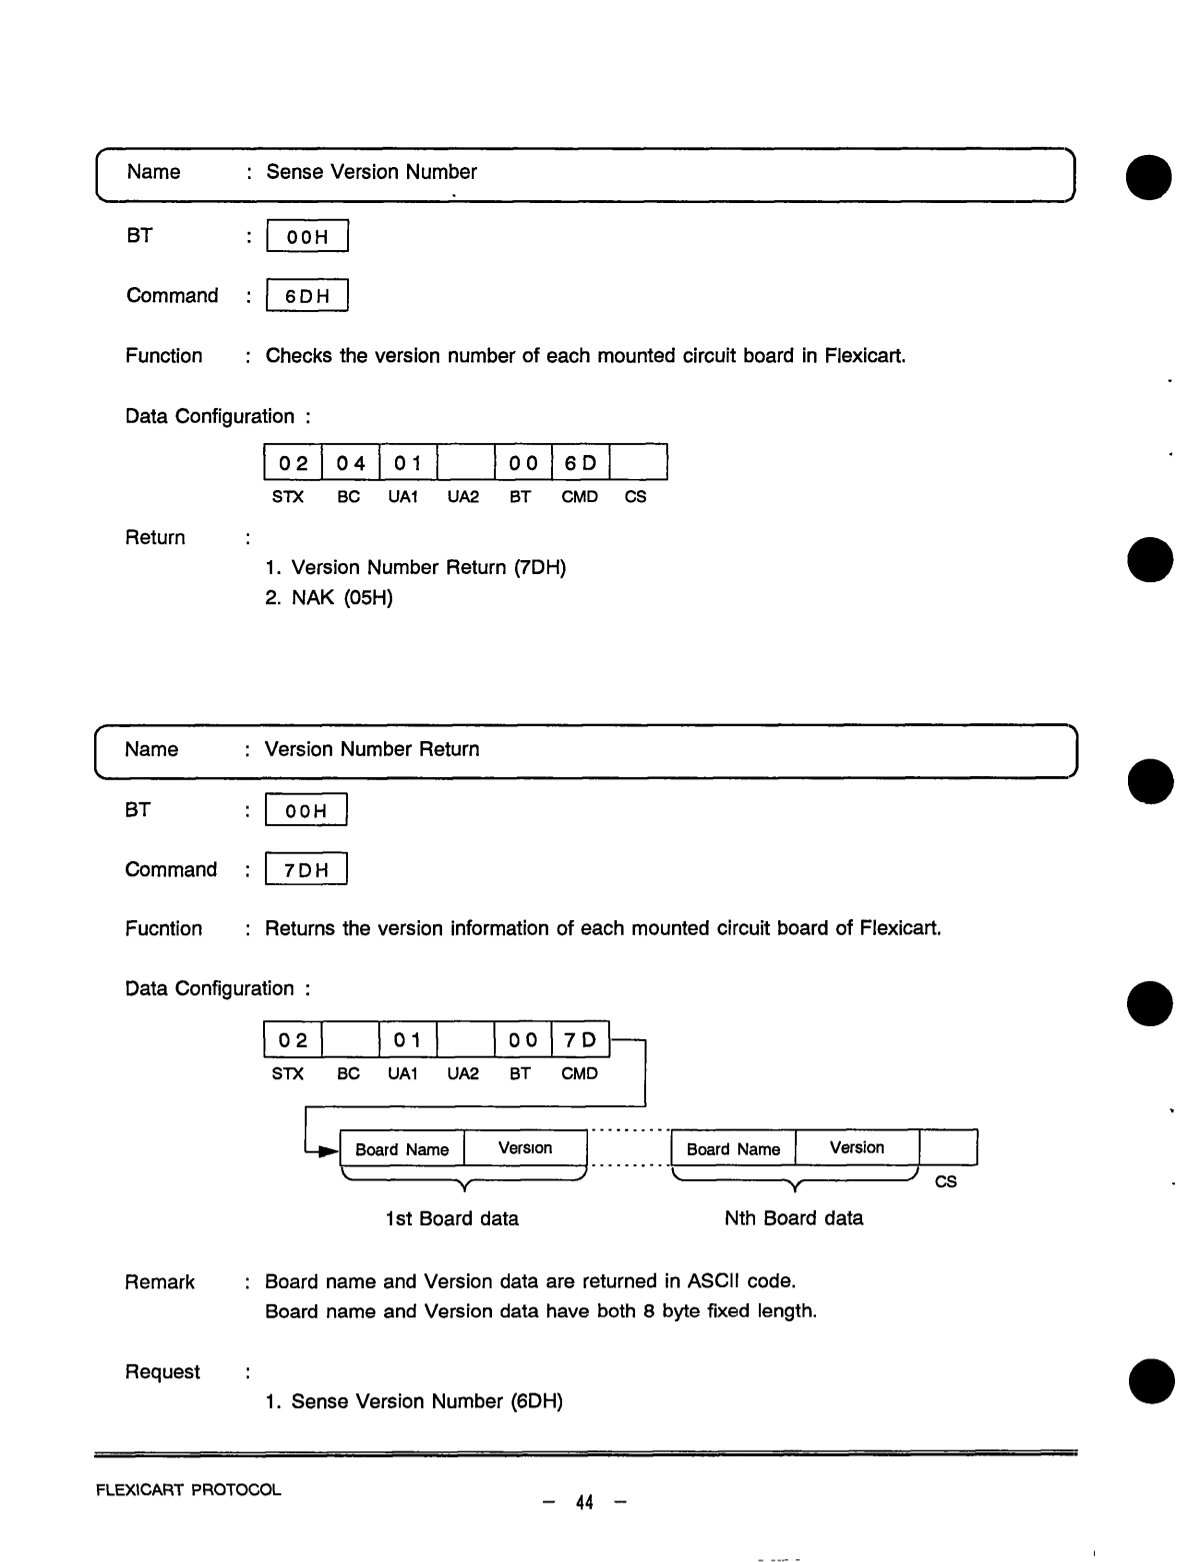 Name : Sense Version Number
BT : 00H
Command : 6DH
Function : Checks the version number of each mounted circuit board in Flexicart.
Data Configuration :
02 04 01 00 6D
STX BC UA1 UA2 BT CMD CS
Return :
1. Version Number Return (7DH)
2. NAK (05H)
Name : Version Number Return
BT : 00H
Command : 7DH
Fucntion : Returns the version information of each mounted circuit board of Flexicart.
Data Configuration :
02 01 00 7D
STX BC UA1 UA2 BT CMD
Board Name Version Board Name Version
CS
1st Board data Nth Board data
Remark : Board name and Version data are returned in ASCII code.
Board name and Version data have both 8 byte fixed length.
Request :
1. Sense Version Number (6DH)
FLEXICART PROTOCOL
– 44 –